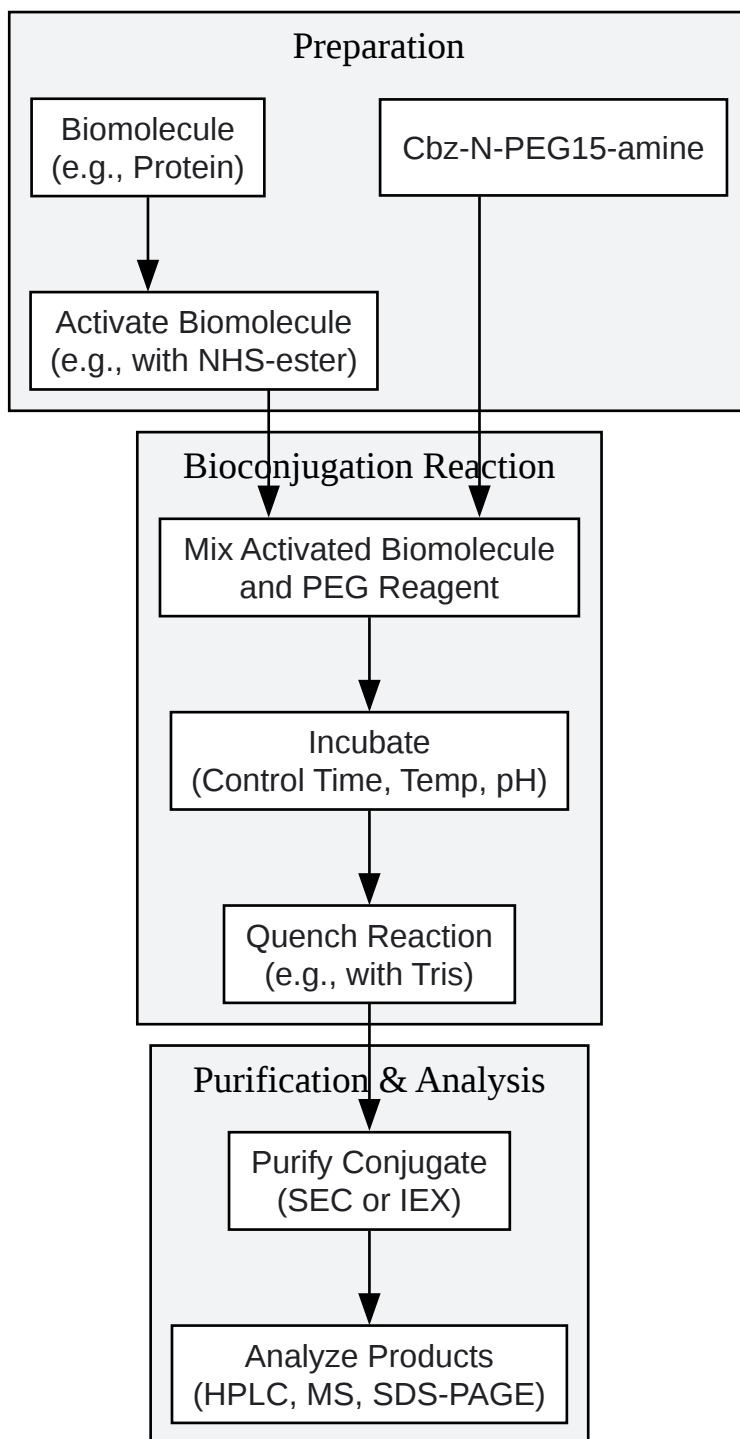 Preparation
Biomolecule
(e.g., Protein)
Cbz-N-PEG15-amine
Activate Biomolecule
(e.g., with NHS-ester)
Bioconjugation Reaction
Mix Activated Biomolecule
and PEG Reagent
Incubate
(Control Time, Temp, pH)
Quench Reaction
(e.g., with Tris)
Purification & Analysis
Purify Conjugate
(SEC or IEX)
Analyze Products
(HPLC, MS, SDS-PAGE)